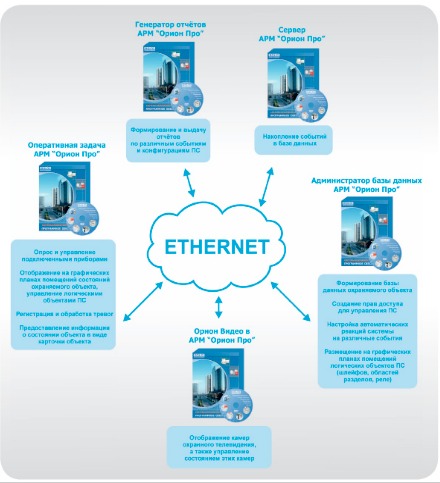 Генератор отчётов
АРМ "Орион Про"
Формирование и выдачу
отчётов
по различным событиям
и конфигурациям ПС
Сервер
АРМ "Орион Про"
Накопление событий
в базе данных
Оперативная задача
АРМ "Орион Про"
Опрос и управление
подключенными приборами
Отображение на графических
планах помещений состояний
охраняемого объекта,
управление логическими
объектами ПС
Регистрация и обработка тревог
Предоставление информации
о состоянии объекта в виде
карточки объекта
Администратор базы данных
АРМ "Орион Про"
Формирование базы
данных охраняемого объекта
Создание прав доступа
для управления ПС
Настройка автоматических
реакций системы
на различные события
Размещение на графических
планах помещений
логических объектов ПС
(шлейфов, областей
разделов, реле)
ETHERNET
Орион Видео в
АРМ "Орион Про"
Отображение камер
охранного телевидения,
а также управление
состоянием этих камер